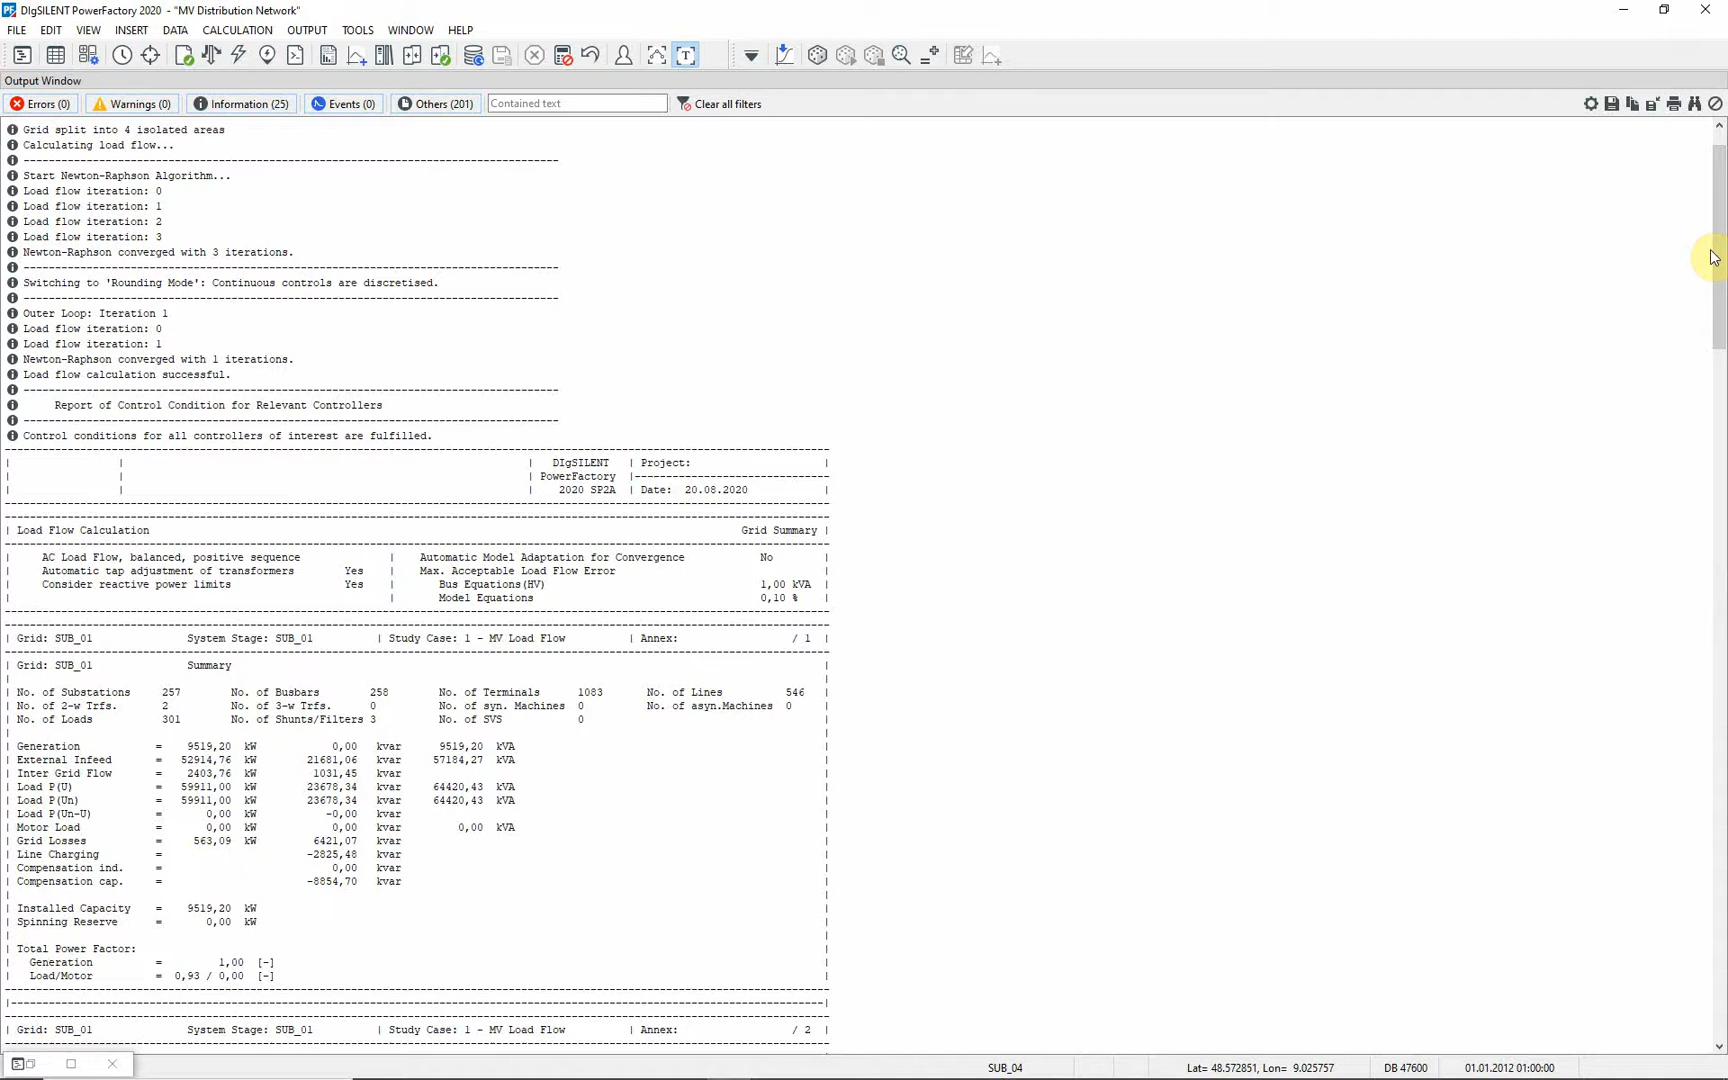 DIgSILENT PowerFactory 2020 - "MV Distribution Network"
FILE EDIT VIEW INSERT DATA CALCULATION OUTPUT TOOLS WINDOW HELP
Output Window
Errors (0) Warnings (0) Information (25) Events (0) Others (201) Contained text Clear all filters
Grid split into 4 isolated areas
Calculating load flow...
Start Newton-Raphson Algorithm...
Load flow iteration: 0
Load flow iteration: 1
Load flow iteration: 2
Load flow iteration: 3
Newton-Raphson converged with 3 iterations.
Switching to 'Rounding Mode': Continuous controls are discretised.
Outer Loop: Iteration 1
Load flow iteration: 0
Load flow iteration: 1
Newton-Raphson converged with 1 iterations.
Load flow calculation successful.
Report of Control Condition for Relevant Controllers
Control conditions for all controllers of interest are fulfilled.
DIgSILENT | Project:
PowerFactory
2020 SP2A | Date: 20.08.2020
Load Flow Calculation Grid Summary
AC Load Flow, balanced, positive sequence | Automatic Model Adaptation for Convergence No
Automatic tap adjustment of transformers Yes | Max. Acceptable Load Flow Error
Consider reactive power limits Yes | Bus Equations(HV) 1,00 kVA
Model Equations 0,10 %
Grid: SUB_01 System Stage: SUB_01 | Study Case: 1 - MV Load Flow | Annex: / 1
Grid: SUB_01 Summary
No. of Substations 257 No. of Busbars 258 No. of Terminals 1083 No. of Lines 546
No. of 2-w Trfs. 2 No. of 3-w Trfs. 0 No. of syn. Machines 0 No. of asyn.Machines 0
No. of Loads 301 No. of Shunts/Filters 3 No. of SVS 0
Generation = 9519,20 kW 0,00 kvar 9519,20 kVA
External Infeed = 52914,76 kW 21681,06 kvar 57184,27 kVA
Inter Grid Flow = 2403,76 kW 1031,45 kvar
Load P(U) = 59911,00 kW 23678,34 kvar 64420,43 kVA
Load P(Un) = 59911,00 kW 23678,34 kvar 64420,43 kVA
Load P(Un-U) = 0,00 kW -0,00 kvar
Motor Load = 0,00 kW 0,00 kvar 0,00 kVA
Grid Losses = 563,09 kW 6421,07 kvar
Line Charging = -2825,48 kvar
Compensation ind. = 0,00 kvar
Compensation cap. = -8854,70 kvar
Installed Capacity = 9519,20 kW
Spinning Reserve = 0,00 kW
Total Power Factor:
Generation = 1,00 [-]
Load/Motor = 0,93 / 0,00 [-]
Grid: SUB_01 System Stage: SUB_01 | Study Case: 1 - MV Load Flow | Annex: / 2
SUB_04 Lat= 48.572851, Lon= 9.025757 DB 47600 01.01.2012 01:00:00